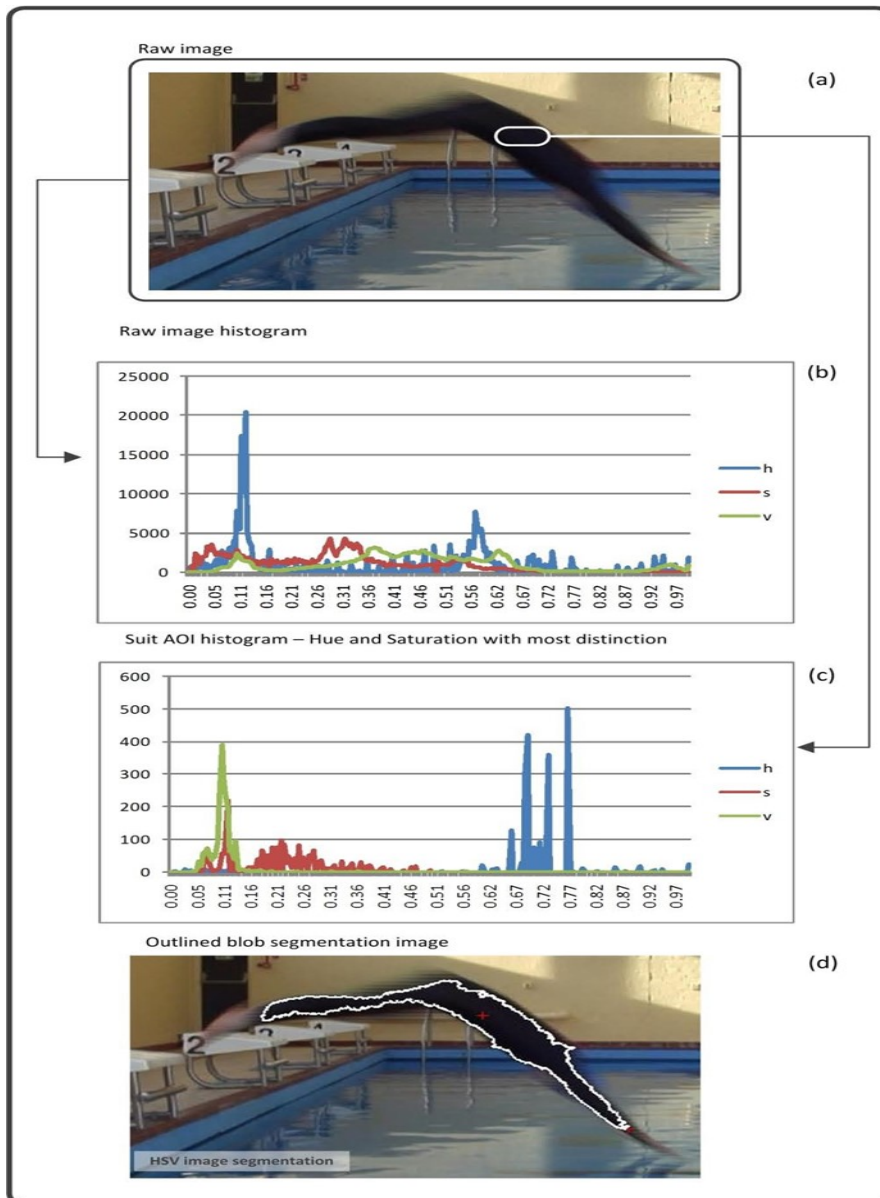 Raw image
(a)
2
Raw image histogram
(b)
25000
20000
15000
10000
5000
0
h
s
v
0.00 0.05 0.11 0.16 0.21 0.26 0.31 0.36 0.41 0.46 0.51 0.56 0.62 0.67 0.72 0.77 0.82 0.87 0.92 0.97
Suit AOI histogram – Hue and Saturation with most distinction
(c)
600
500
400
300
200
100
0
h
s
v
0.00 0.05 0.11 0.16 0.21 0.26 0.31 0.36 0.41 0.46 0.51 0.56 0.62 0.67 0.72 0.77 0.82 0.87 0.92 0.97
Outlined blob segmentation image
(d)
2
HSV image segmentation